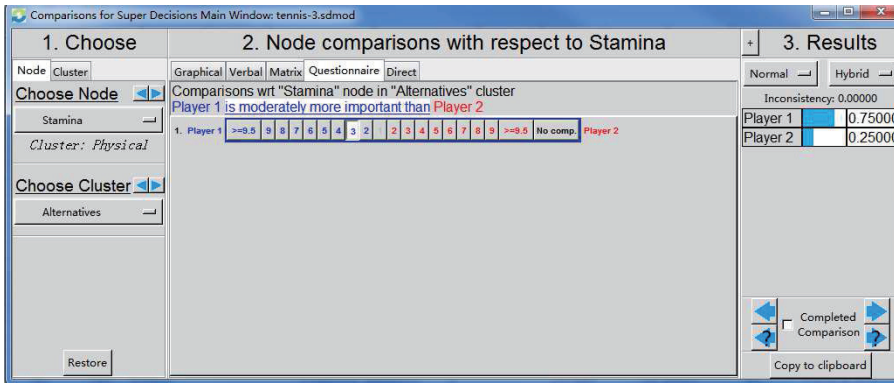 Comparisons for Super Decisions Main Window: tennis-3.sdmod
1. Choose
Node Cluster
Choose Node
Stamina
Cluster: Physical
Choose Cluster
Alternatives
Restore
2. Node comparisons with respect to Stamina
Graphical Verbal Matrix Questionnaire Direct
Comparisons wrt "Stamina" node in "Alternatives" cluster
Player 1 is moderately more important than Player 2
1. Player 1 >=9.5 9 8 7 6 5 4 3 2 1 2 3 4 5 6 7 8 9 >=9.5 No comp. Player 2
+ 3. Results
Normal Hybrid
Inconsistency: 0.00000
Player 1 0.75000
Player 2 0.25000
Completed
Comparison
? ?
Copy to clipboard